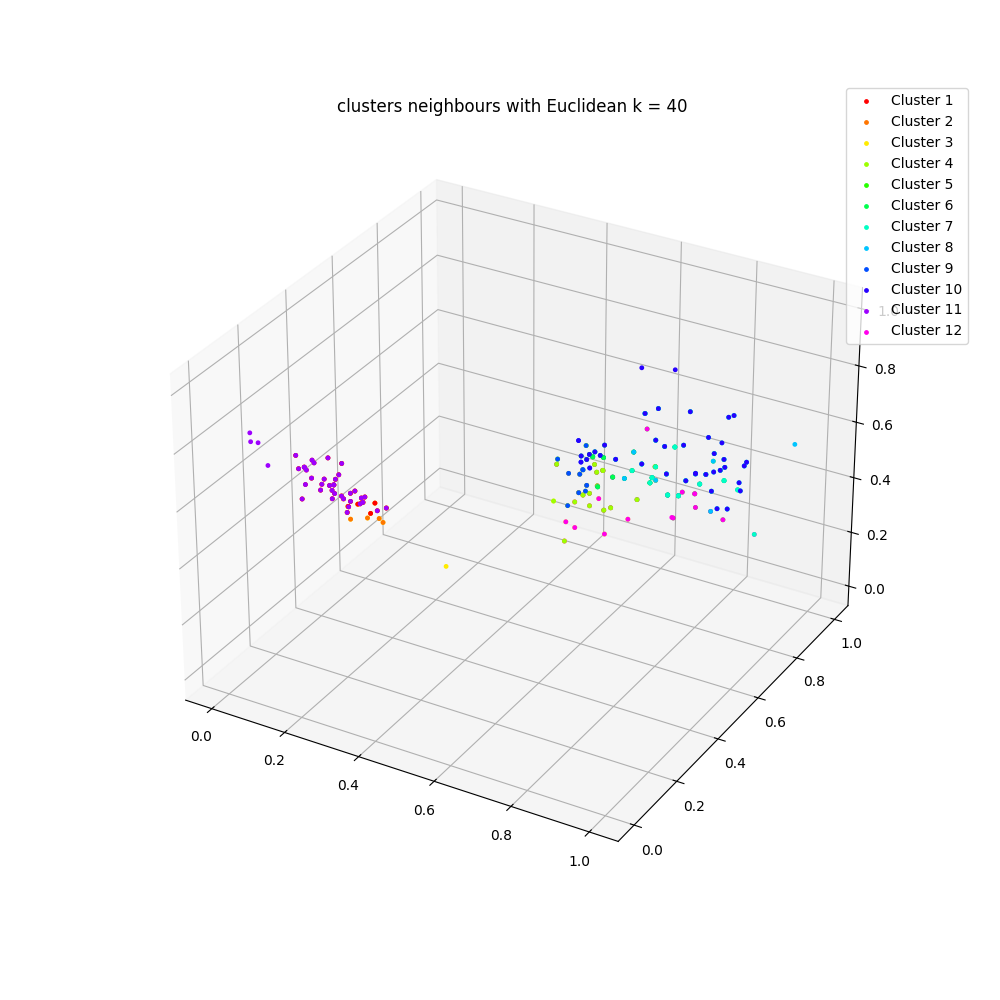 clusters neighbours with Euclidean k = 40
Cluster 1
Cluster 2
Cluster 3
Cluster 4
Cluster 5
Cluster 6
Cluster 7
Cluster 8
Cluster 9
Cluster 10
Cluster 11
Cluster 12
1.0
0.8
0.6
0.4
0.2
0.0
1.0
0.8
0.6
0.4
0.2
0.0
0.0
0.2
0.4
0.6
0.8
1.0